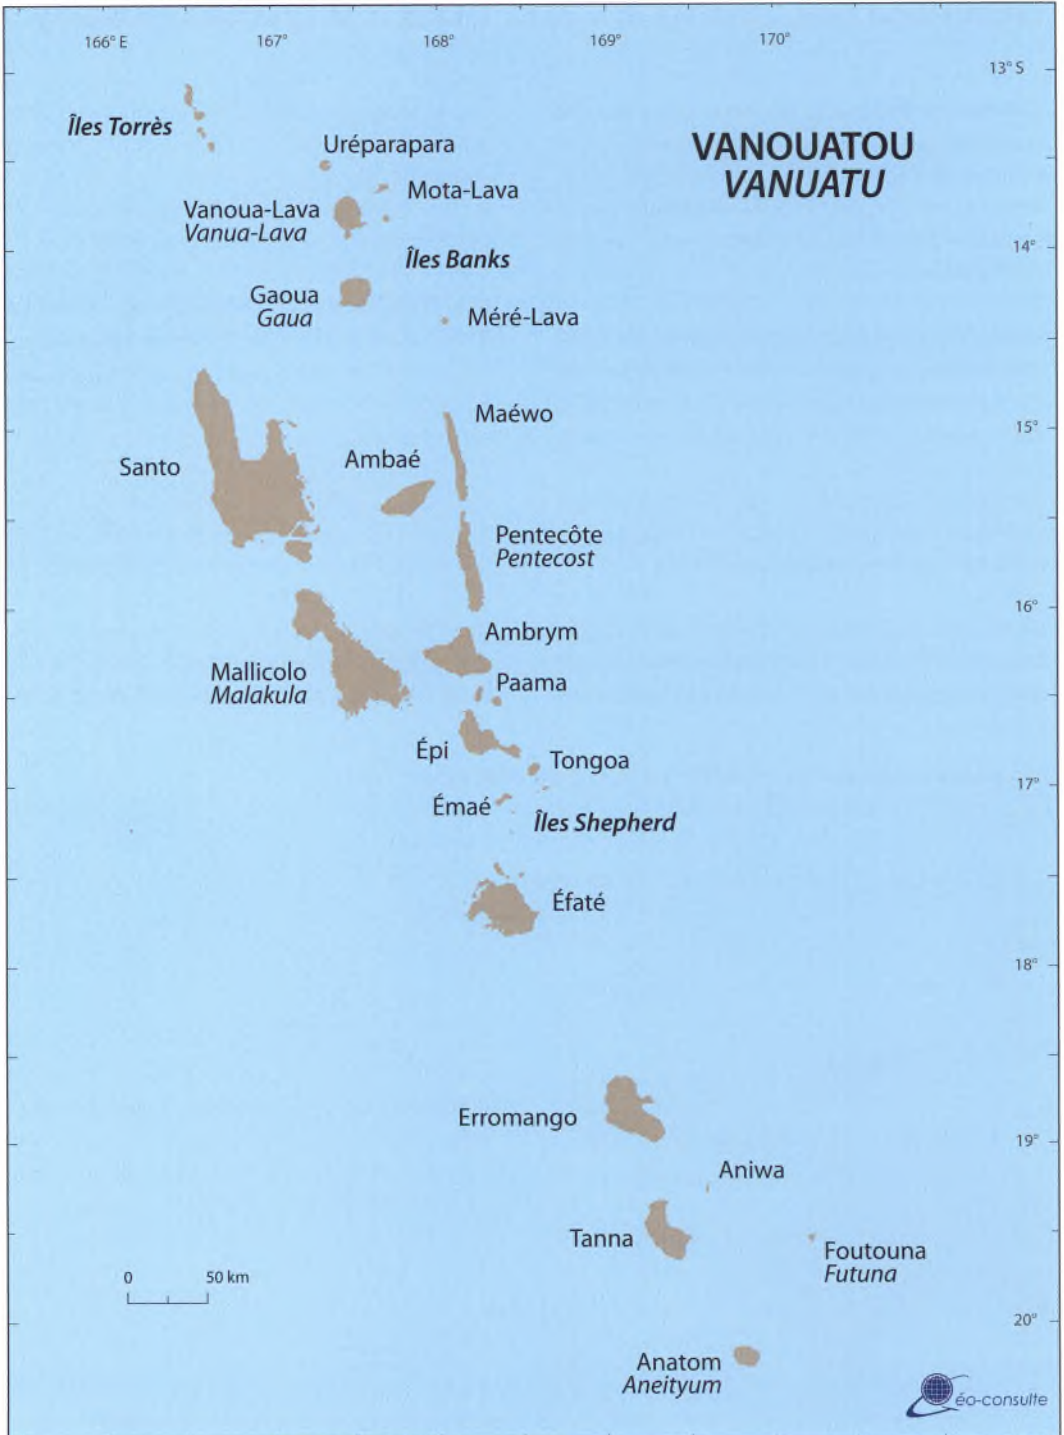 166° E 167° 168° 169° 170°
13° S
Îles Torrès
VANOUATOU
VANUATU
Uréparapara
Mota-Lava
Vanoua-Lava
Vanua-Lava
14°
Îles Banks
Gaoua
Gaua
Méré-Lava
Maéwo
15°
Ambaé
Santo
Pentecôte
Pentecost
16°
Ambrym
Mallicolo
Malakula
Paama
Épi
Tongoa
17°
Émaé
Îles Shepherd
Éfaté
18°
Erromango
19°
Aniwa
Tanna
Foutouna
Futuna
0 50 km
20°
Anatom
Aneityum
éo-consulte